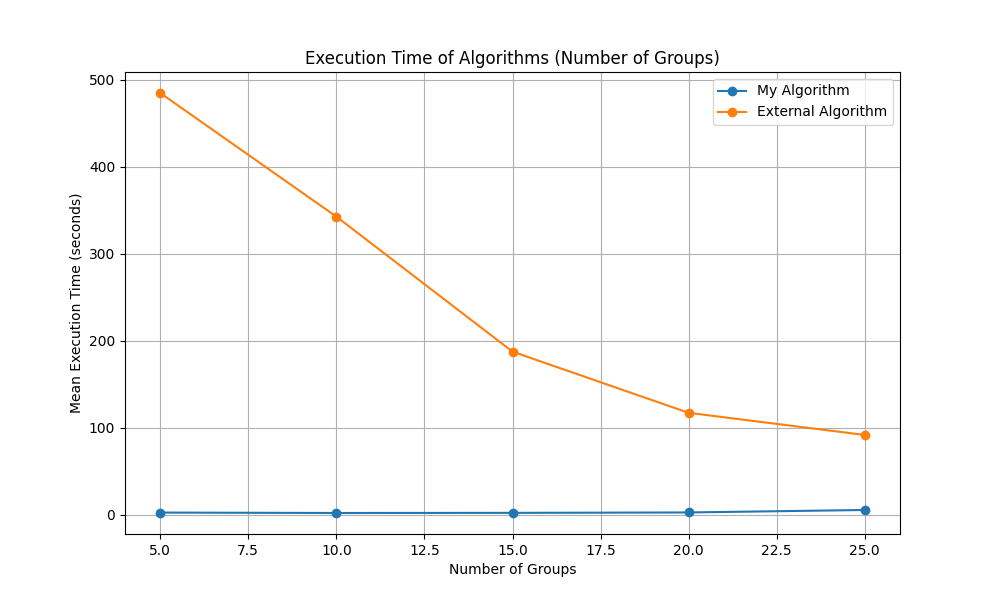 Execution Time of Algorithms (Number of Groups)
My Algorithm
External Algorithm
500
400
300
200
100
0
Mean Execution Time (seconds)
5.0 7.5 10.0 12.5 15.0 17.5 20.0 22.5 25.0
Number of Groups